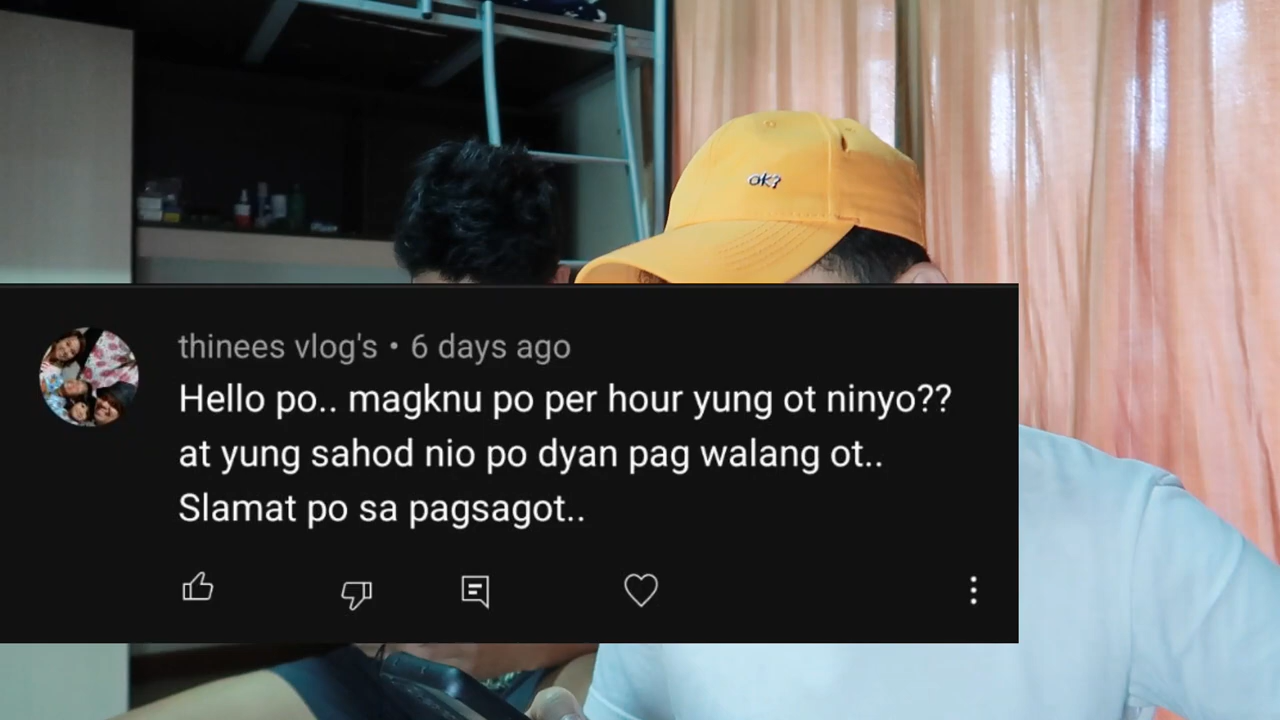 ok?
thinees vlog's • 6 days ago
Hello po.. magknu po per hour yung ot ninyo??
at yung sahod nio po dyan pag walang ot..
Slamat po sa pagsagot..